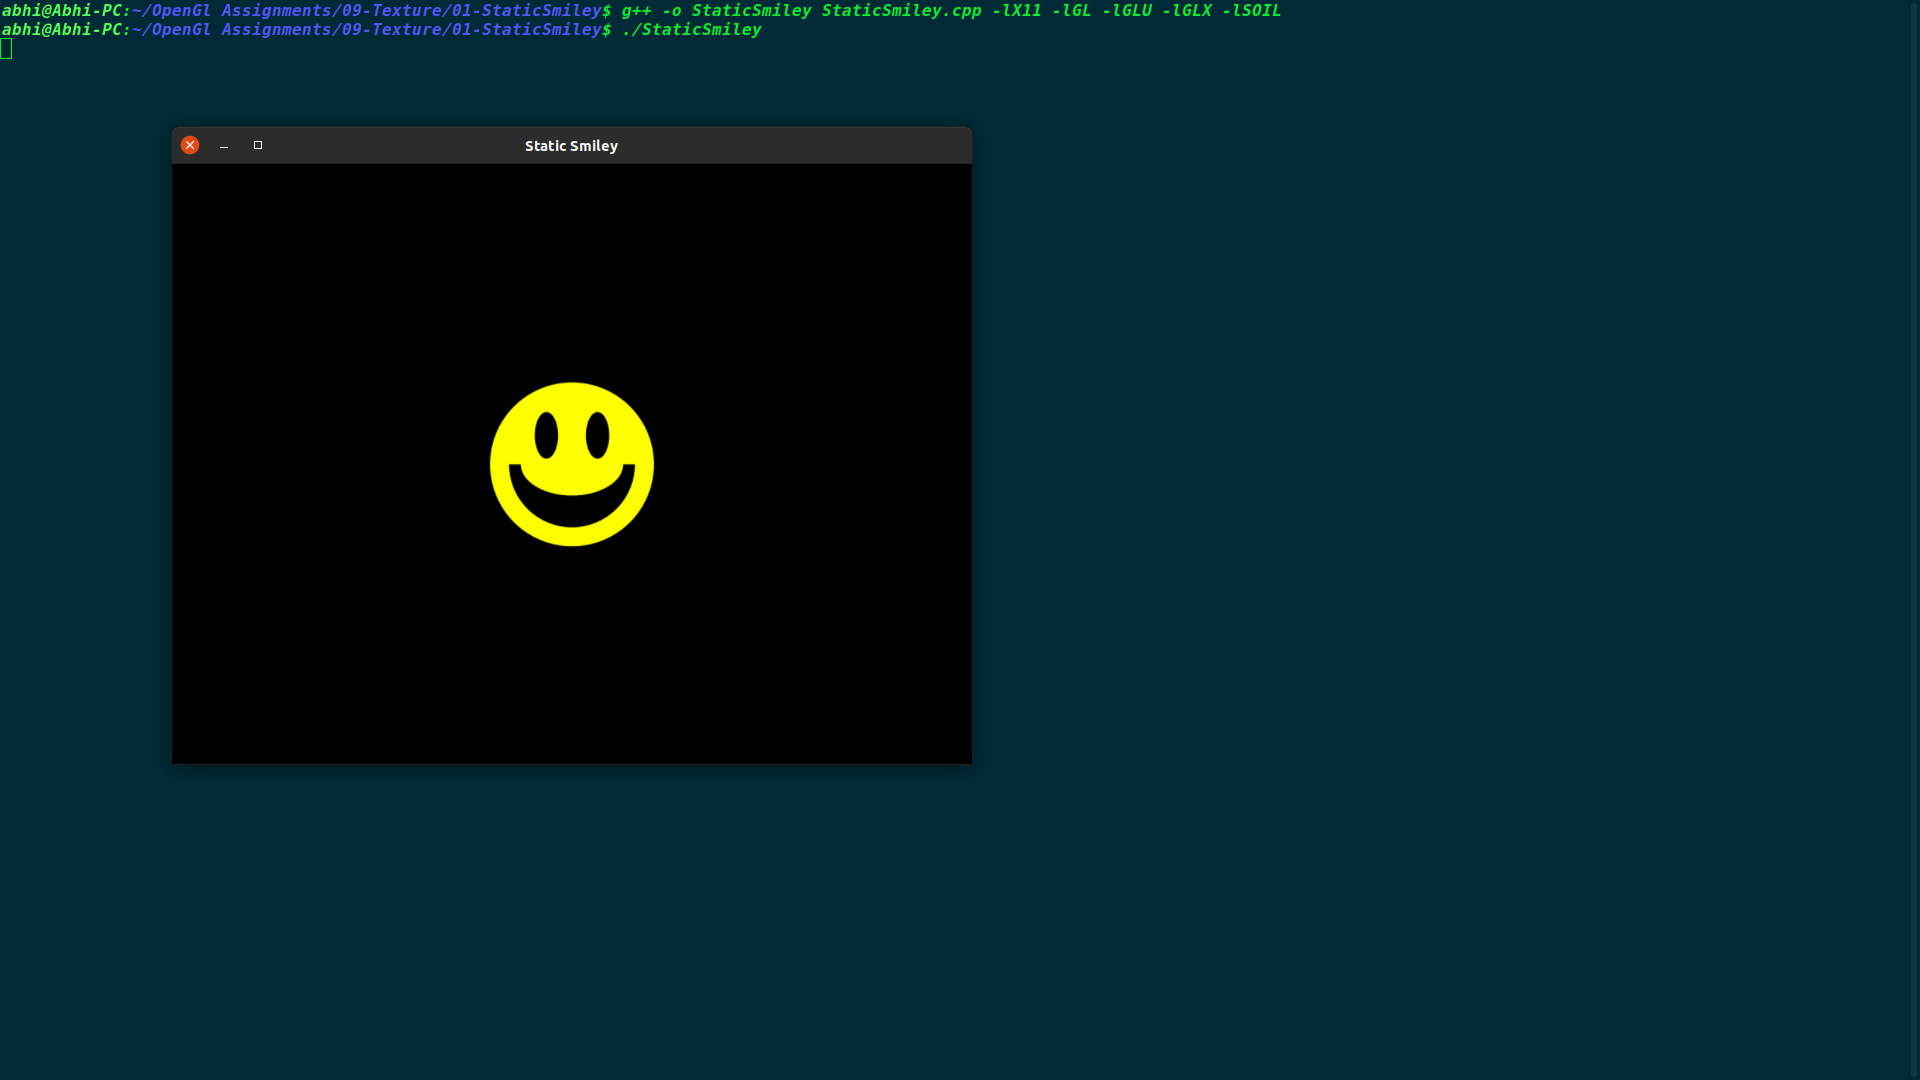 abhi@Abhi-PC:~/OpenGl Assignments/09-Texture/01-StaticSmiley$ g++ -o StaticSmiley StaticSmiley.cpp -lX11 -lGL -lGLU -lGLX -lSOIL
abhi@Abhi-PC:~/OpenGl Assignments/09-Texture/01-StaticSmiley$ ./StaticSmiley
Static Smiley